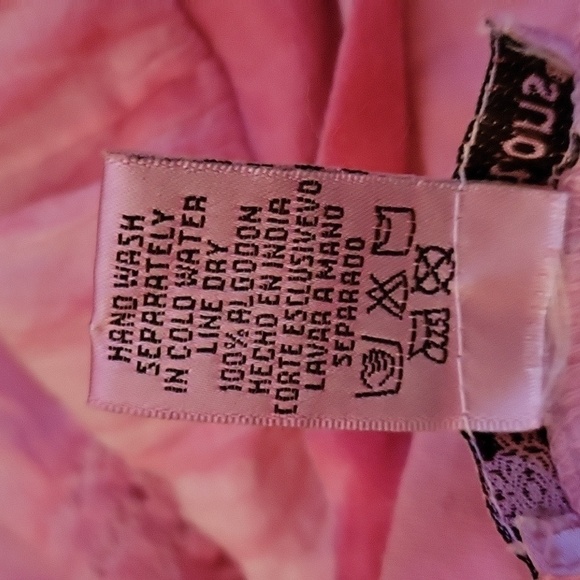 HAND WASH
SEPARATELY
IN COLD WATER
LINE DRY
100% ALGODON
HECHO EN INDIA
CORTE ESCLUSIVEVO
LAVAR A MANO
SEPARADO